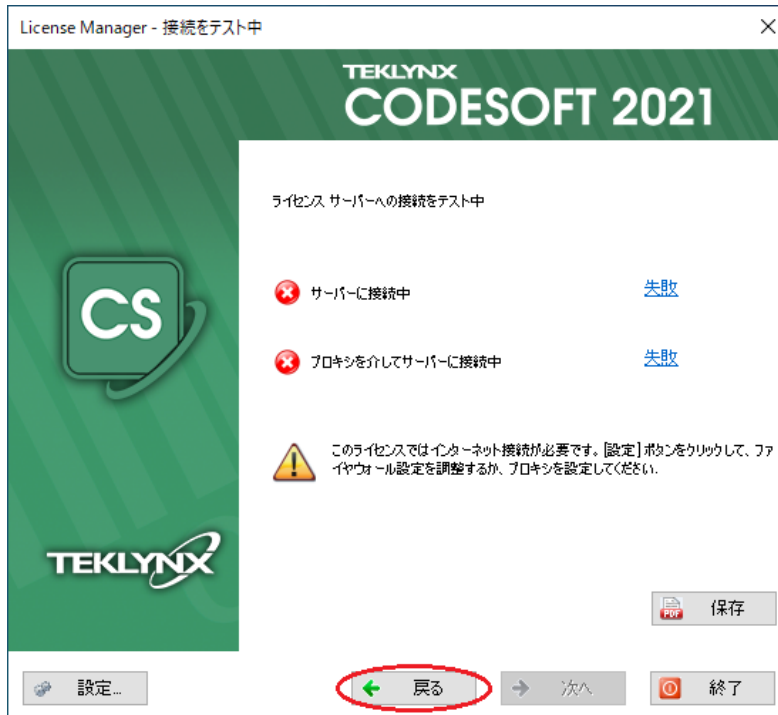 License Manager - 接続をテスト中
TEKLYNX
CODESOFT 2021
ライセンス サーバーへの接続をテスト中
サーバーに接続中 失敗
プロキシを介してサーバーに接続中 失敗
このライセンスではインターネット接続が必要です。[設定] ボタンをクリックして、ファ
イヤウォール設定を調整するか、プロキシを設定してください.
CS
TEKLYNX
PDF 保存
設定... 戻る 次へ 終了